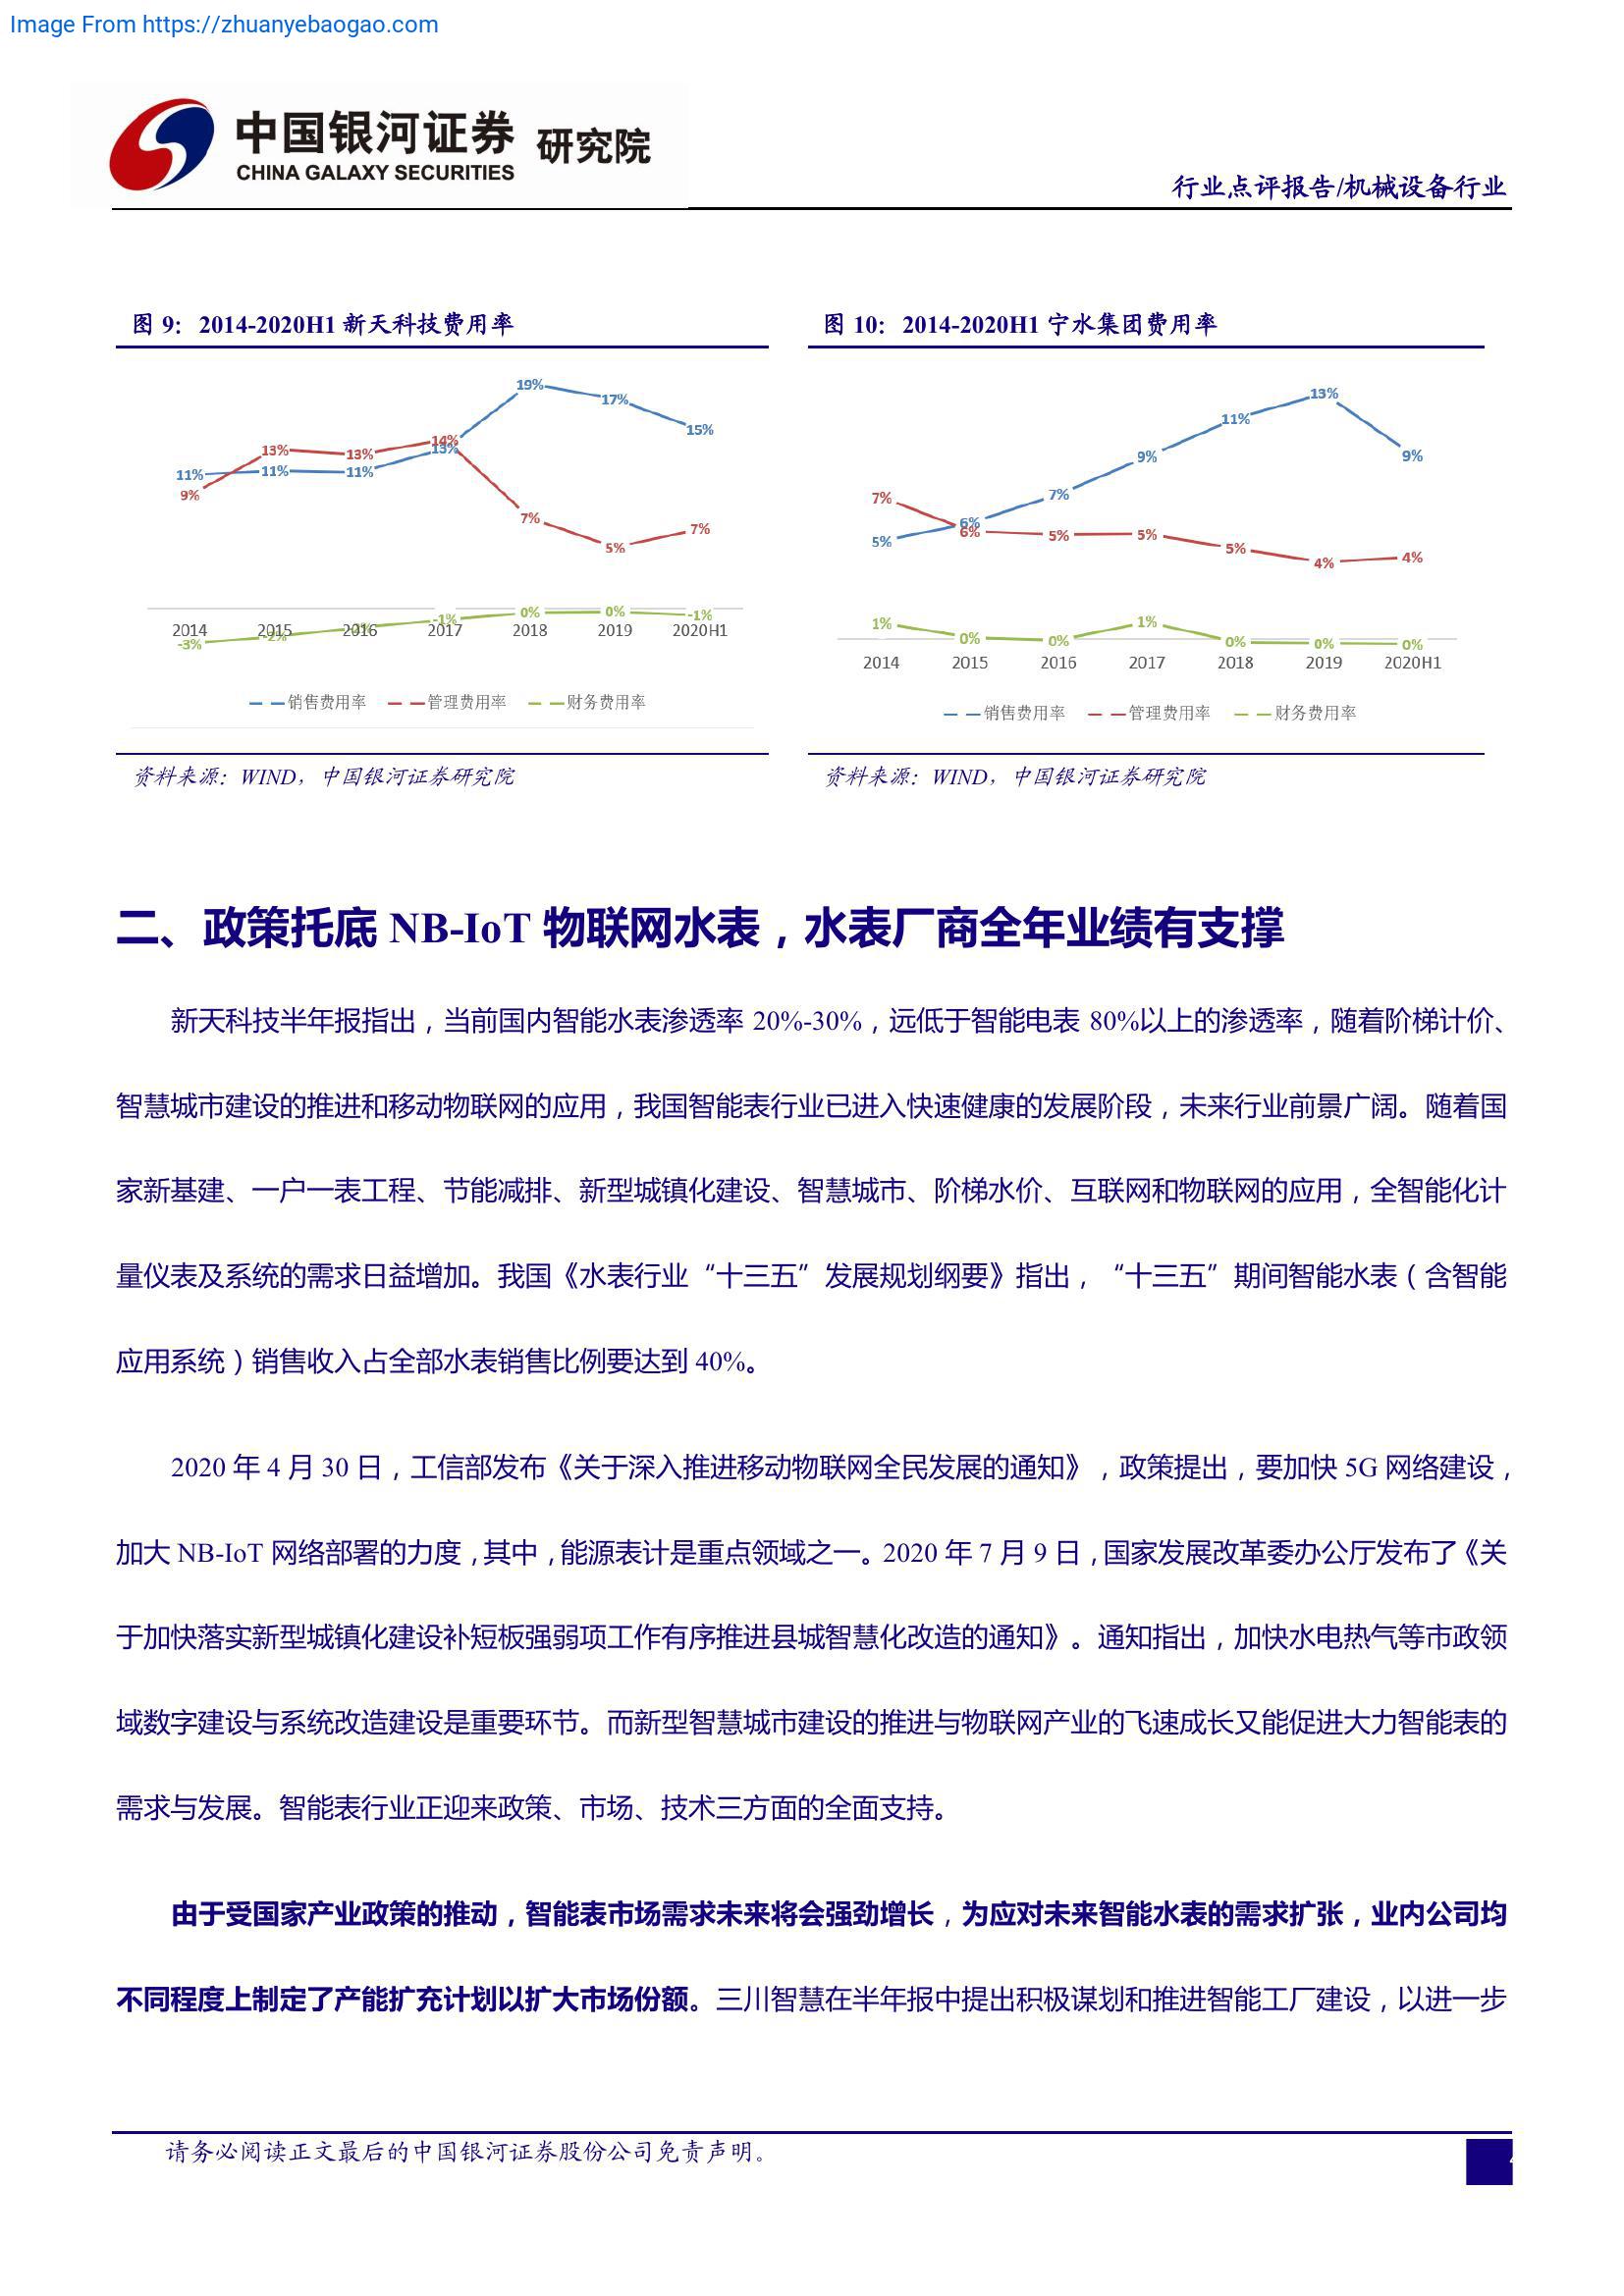 Image From https://zhuanyebaogao.com
中国银河证券 研究院
CHINA GALAXY SECURITIES
行业点评报告/机械设备行业
图 9: 2014-2020H1 新天科技费用率
19%
17%
15%
14%
13%
13%
13%
11%
11%
11%
9%
7%
5%
7%
0%
0%
-1%
-1%
-3%
2014
2015
2016
2017
2018
2019
2020H1
销售费用率 管理费用率 财务费用率
资料来源：WIND，中国银河证券研究院
图 10: 2014-2020H1 宁水集团费用率
13%
11%
9%
9%
7%
7%
6%
6%
5%
5%
5%
5%
4%
4%
1%
0%
0%
1%
0%
0%
0%
2014
2015
2016
2017
2018
2019
2020H1
销售费用率 管理费用率 财务费用率
资料来源：WIND，中国银河证券研究院
二、政策托底 NB-IoT 物联网水表，水表厂商全年业绩有支撑
新天科技半年报指出，当前国内智能水表渗透率 20%-30%，远低于智能电表 80%以上的渗透率，随着阶梯计价、
智慧城市建设的推进和移动物联网的应用，我国智能表行业已进入快速健康的发展阶段，未来行业前景广阔。随着国
家新基建、一户一表工程、节能减排、新型城镇化建设、智慧城市、阶梯水价、互联网和物联网的应用，全智能化计
量仪表及系统的需求日益增加。我国《水表行业“十三五”发展规划纲要》指出，“十三五”期间智能水表（含智能
应用系统）销售收入占全部水表销售比例要达到 40%。
2020 年 4 月 30 日，工信部发布《关于深入推进移动物联网全民发展的通知》，政策提出，要加快 5G 网络建设，
加大 NB-IoT 网络部署的力度，其中，能源表计是重点领域之一。2020 年 7 月 9 日，国家发展改革委办公厅发布了《关
于加快落实新型城镇化建设补短板强弱项工作有序推进县城智慧化改造的通知》。通知指出，加快水电热气等市政领
域数字建设与系统改造建设是重要环节。而新型智慧城市建设的推进与物联网产业的飞速成长又能促进大力智能表的
需求与发展。智能表行业正迎来政策、市场、技术三方面的全面支持。
由于受国家产业政策的推动，智能表市场需求未来将会强劲增长，为应对未来智能水表的需求扩张，业内公司均
不同程度上制定了产能扩充计划以扩大市场份额。三川智慧在半年报中提出积极谋划和推进智能工厂建设，以进一步
请务必阅读正文最后的中国银河证券股份公司免责声明。